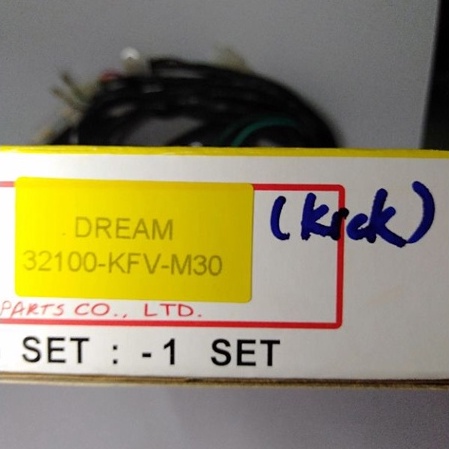 DREAM
32100-KFV-M30
(Kick)
PARTS CO., LTD.
SET : -1 SET